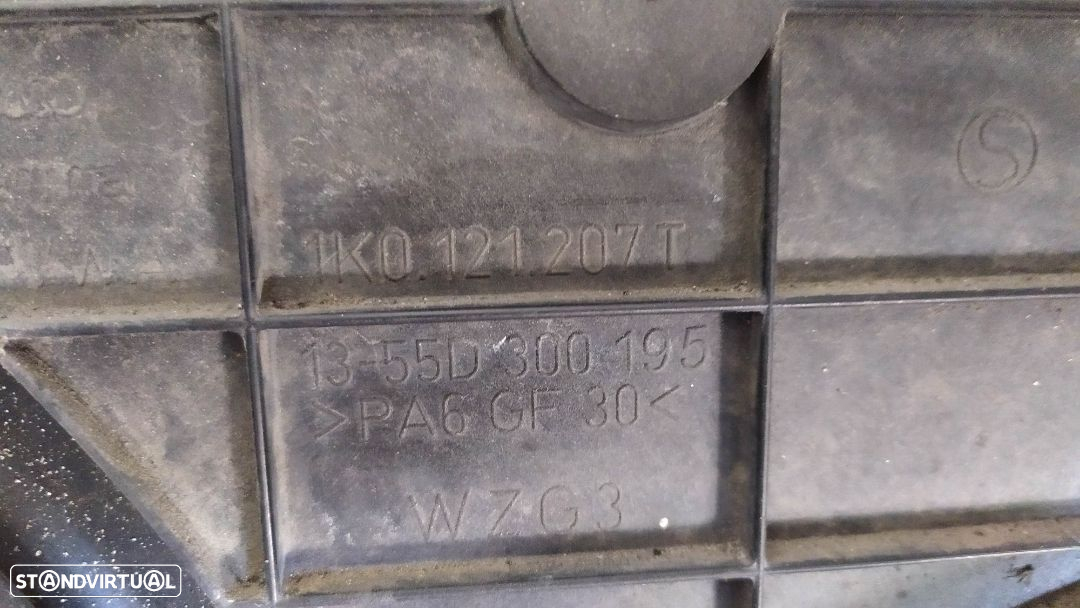 S
1K0.121.207 T
13-55D 300 195
>PA6 GF 30<
WZG3
STANDVIRTUAL